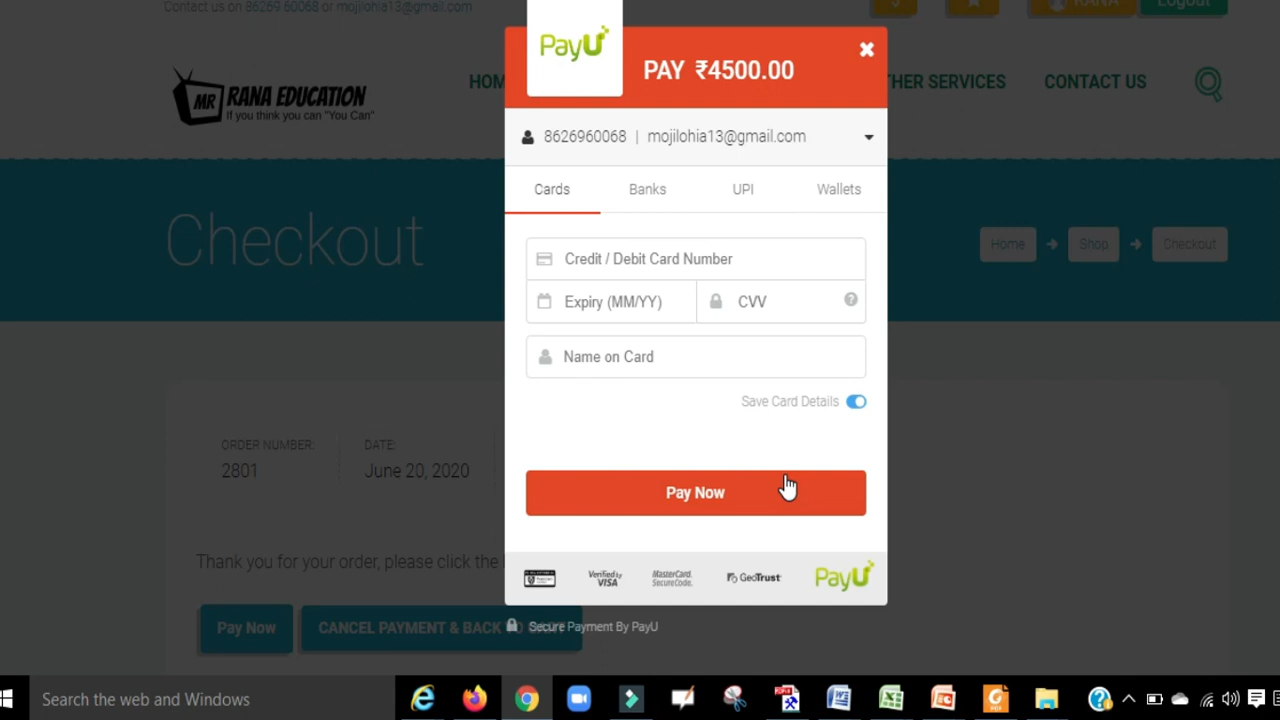 Contact us on 86269 60068 or mojilohia13@gmail.com
$
RANA
Logout
PayU
PAY ₹4500.00
MR RANA EDUCATION
If you think you can "You Can"
HOM
THER SERVICES
CONTACT US
8626960068 | mojilohia13@gmail.com
Cards Banks UPI Wallets
Checkout
Home Shop Checkout
Credit / Debit Card Number
Expiry (MM/YY) CVV ?
Name on Card
Save Card Details
ORDER NUMBER: DATE:
2801 June 20, 2020
Pay Now
Thank you for your order, please click the
Verified by VISA MasterCard. SecureCode. GeoTrust PayU
Pay Now CANCEL PAYMENT & BACK TO
Secure Payment By PayU
Search the web and Windows